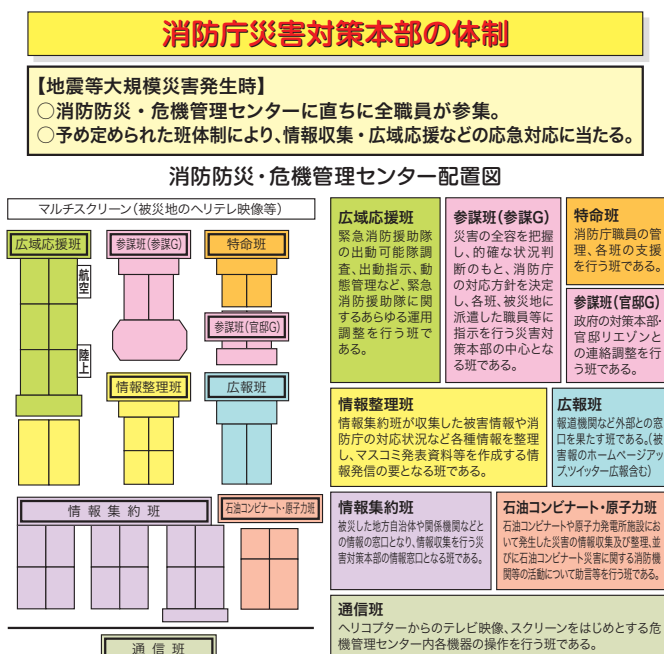 消防庁災害対策本部の体制
【地震等大規模災害発生時】
○消防防災・危機管理センターに直ちに全職員が参集。
○予め定められた班体制により、情報収集・広域応援などの応急対応に当たる。
消防防災・危機管理センター配置図
マルチスクリーン（被災地のヘリテレ映像等）
広域応援班
参謀班(参謀G)
特命班
航空
参謀班(官邸G)
陸上
情報整理班
広報班
情報集約班
石油コンビナート・原子力班
通信班
広域応援班
緊急消防援助隊
の出動可能隊調
査、出動指示、動
態管理など、緊急
消防援助隊に関
するあらゆる運用
調整を行う班で
ある。
参謀班(参謀G)
災害の全容を把握
し、的確な状況判
断のもと、消防庁
の対応方針を決定
し、各班、被災地に
派遣した職員等に
指示を行う災害対
策本部の中心とな
る班である。
特命班
消防庁職員の管
理、各班の支援
を行う班である。
参謀班(官邸G)
政府の対策本部・
官邸リエゾンと
の連絡調整を行
う班である。
情報整理班
情報集約班が収集した被害情報や消
防庁の対応状況など各種情報を整理
し、マスコミ発表資料等を作成する情
報発信の要となる班である。
広報班
報道機関など外部との窓
口を果たす班である。(被
害報のホームページアッ
プ、ツイッター広報含む)
情報集約班
被災した地方自治体や関係機関などと
の情報の窓口となり、情報収集を行う災
害対策本部の情報窓口となる班である。
石油コンビナート・原子力班
石油コンビナートや原子力発電所施設にお
いて発生した災害の情報収集及び整理、並
びに石油コンビナート災害に関する消防機
関等の活動について助言等を行う班である。
通信班
ヘリコプターからのテレビ映像、スクリーンをはじめとする危
機管理センター内各機器の操作を行う班である。